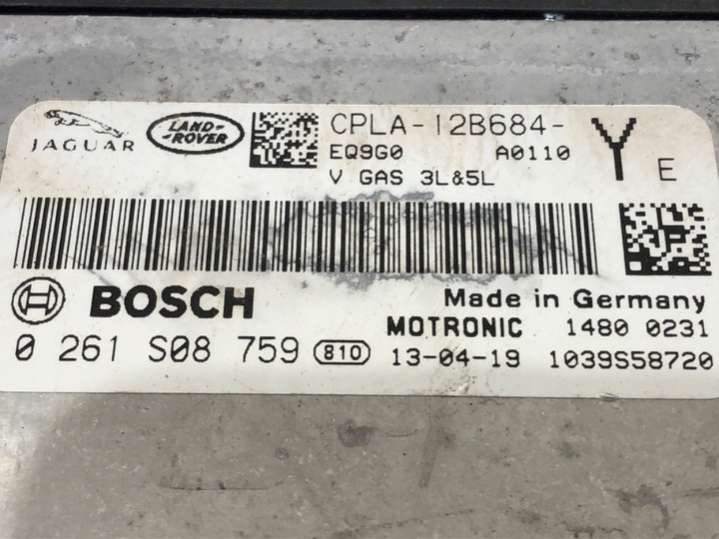 JAGUAR LAND-ROVER CPLA-12B684- Y E
EQ9G0 A0110
V GAS 3L&5L
BOSCH Made in Germany
MOTRONIC 1480 0231
0 261 S08 759 810 13-04-19 1039S58720